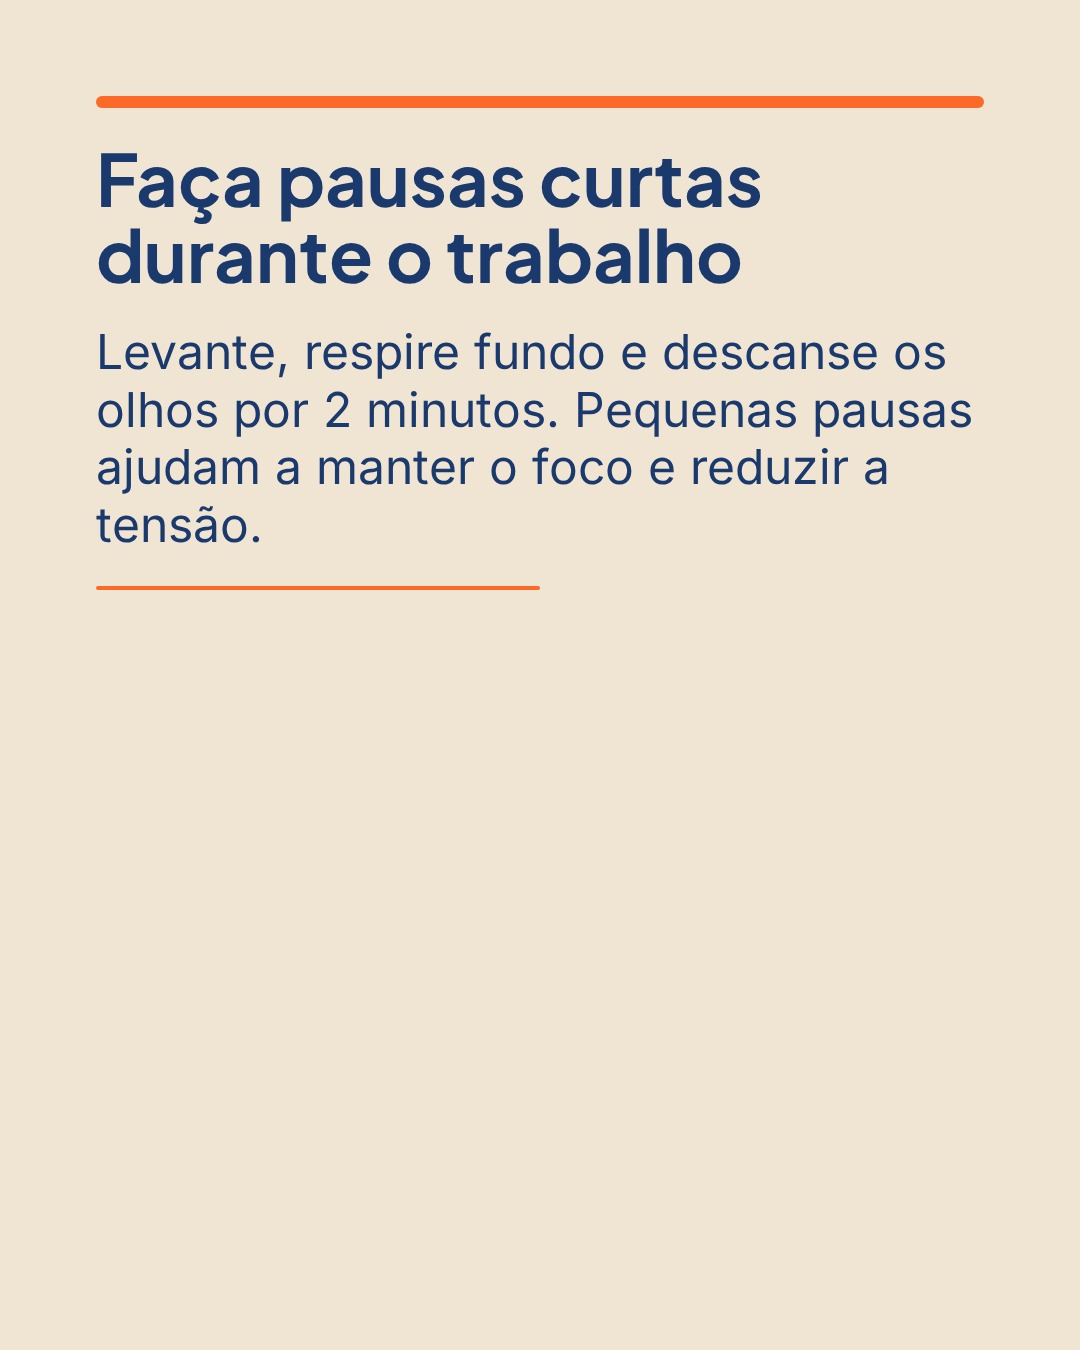 Faça pausas curtas
durante o trabalho
Levante, respire fundo e descanse os
olhos por 2 minutos. Pequenas pausas
ajudam a manter o foco e reduzir a
tensão.